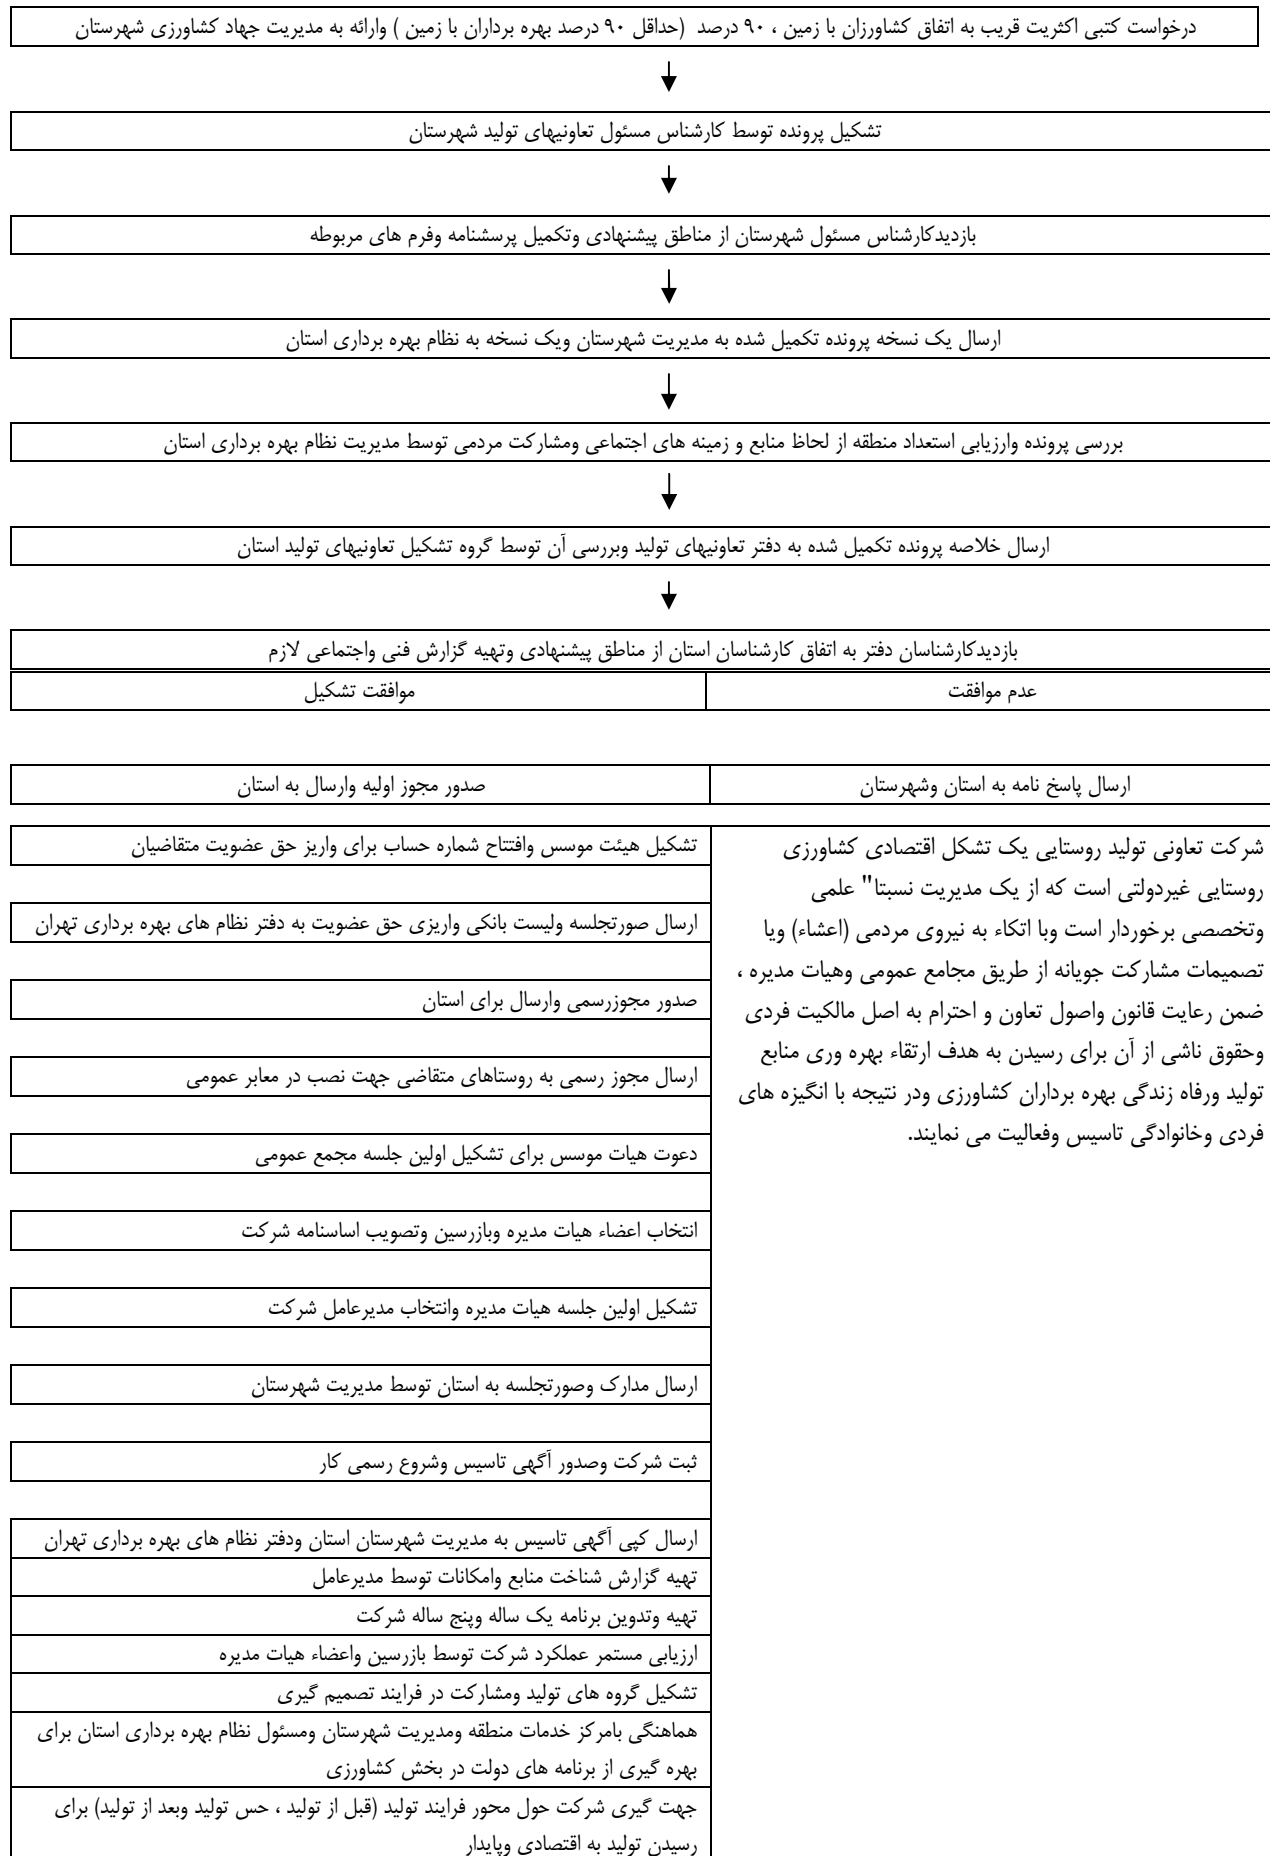 درخواست کتبی اکثریت قریب به اتفاق کشاورزان با زمین ، ۹۰ درصد (حداقل ۹۰ درصد بهره برداران با زمین ) وارائه به مدیریت جهاد کشاورزی شهرستان
تشکیل پرونده توسط کارشناس مسئول تعاونیهای تولید شهرستان
بازدیدکارشناس مسئول شهرستان از مناطق پیشنهادی وتکمیل پرسشنامه وفرم های مربوطه
ارسال یک نسخه پرونده تکمیل شده به مدیریت شهرستان ویک نسخه به نظام بهره برداری استان
بررسی پرونده وارزیابی استعداد منطقه از لحاظ منابع و زمینه های اجتماعی ومشارکت مردمی توسط مدیریت نظام بهره برداری استان
ارسال خلاصه پرونده تکمیل شده به دفتر تعاونیهای تولید وبررسی آن توسط گروه تشکیل تعاونیهای تولید استان
بازدیدکارشناسان دفتر به اتفاق کارشناسان استان از مناطق پیشنهادی وتهیه گزارش فنی واجتماعی لازم
عدم موافقت
موافقت تشکیل
ارسال پاسخ نامه به استان وشهرستان
صدور مجوز اولیه وارسال به استان
شرکت تعاونی تولید روستایی یک تشکل اقتصادی کشاورزی
روستایی غیردولتی است که از یک مدیریت نسبتا" علمی
وتخصصی برخوردار است وبا اتکاء به نیروی مردمی (اعشاء) ویا
تصمیمات مشارکت جویانه از طریق مجامع عمومی وهیات مدیره ،
ضمن رعایت قانون واصول تعاون و احترام به اصل مالکیت فردی
وحقوق ناشی از آن برای رسیدن به هدف ارتقاء بهره وری منابع
تولید ورفاه زندگی بهره برداران کشاورزی ودر نتیجه با انگیزه های
فردی وخانوادگی تاسیس وفعالیت می نمایند.
تشکیل هیئت موسس وافتتاح شماره حساب برای واریز حق عضویت متقاضیان
ارسال صورتجلسه ولیست بانکی واریزی حق عضویت به دفتر نظام های بهره برداری تهران
صدور مجوزرسمی وارسال برای استان
ارسال مجوز رسمی به روستاهای متقاضی جهت نصب در معابر عمومی
دعوت هیات موسس برای تشکیل اولین جلسه مجمع عمومی
انتخاب اعضاء هیات مدیره وبازرسین وتصویب اساسنامه شرکت
تشکیل اولین جلسه هیات مدیره وانتخاب مدیرعامل شرکت
ارسال مدارک وصورتجلسه به استان توسط مدیریت شهرستان
ثبت شرکت وصدور آگهی تاسیس وشروع رسمی کار
ارسال کپی آگهی تاسیس به مدیریت شهرستان استان ودفتر نظام های بهره برداری تهران
تهیه گزارش شناخت منابع وامکانات توسط مدیرعامل
تهیه وتدوین برنامه یک ساله وپنج ساله شرکت
ارزیابی مستمر عملکرد شرکت توسط بازرسین واعضاء هیات مدیره
تشکیل گروه های تولید ومشارکت در فرایند تصمیم گیری
هماهنگی بامرکز خدمات منطقه ومدیریت شهرستان ومسئول نظام بهره برداری استان برای
بهره گیری از برنامه های دولت در بخش کشاورزی
جهت گیری شرکت حول محور فرایند تولید (قبل از تولید ، حس تولید وبعد از تولید) برای
رسیدن تولید به اقتصادی وپایدار